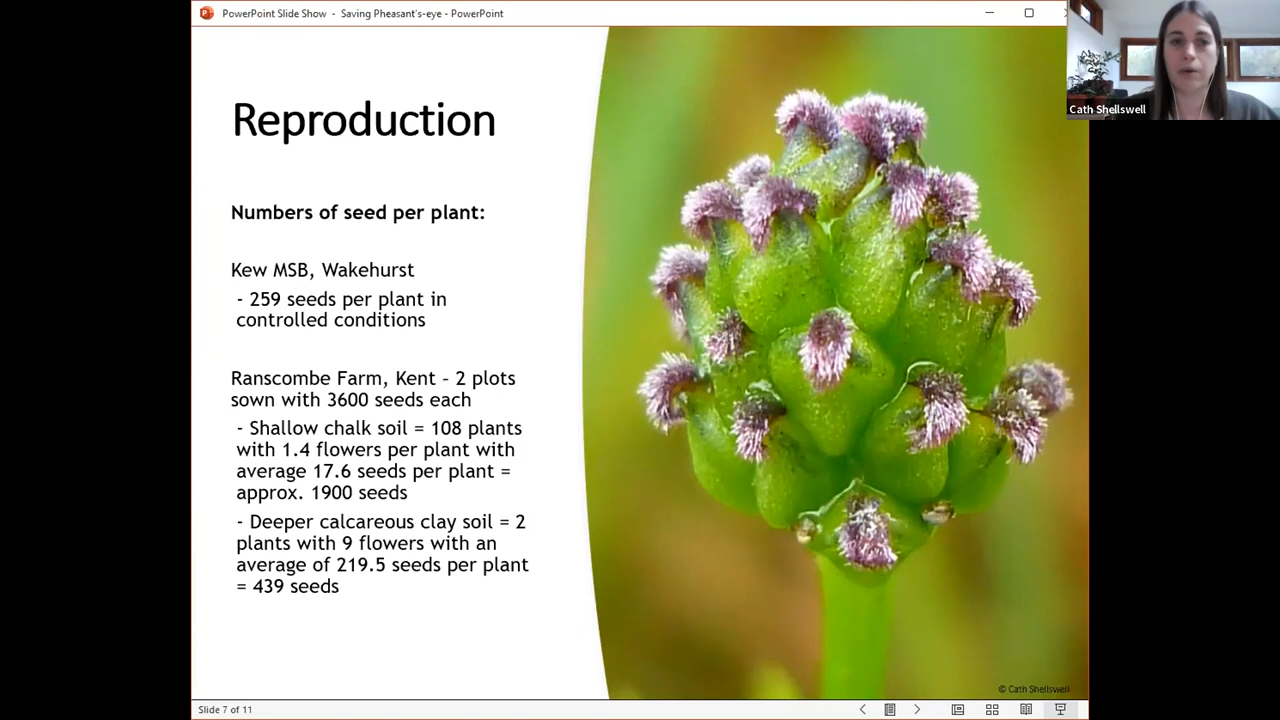 PowerPoint Slide Show - Saving Pheasant's-eye - PowerPoint
Cath Shellswell
Reproduction
Numbers of seed per plant:
Kew MSB, Wakehurst
- 259 seeds per plant in
controlled conditions
Ranscombe Farm, Kent – 2 plots
sown with 3600 seeds each
- Shallow chalk soil = 108 plants
with 1.4 flowers per plant with
average 17.6 seeds per plant =
approx. 1900 seeds
- Deeper calcareous clay soil = 2
plants with 9 flowers with an
average of 219.5 seeds per plant
= 439 seeds
© Cath Shellswell
Slide 7 of 11